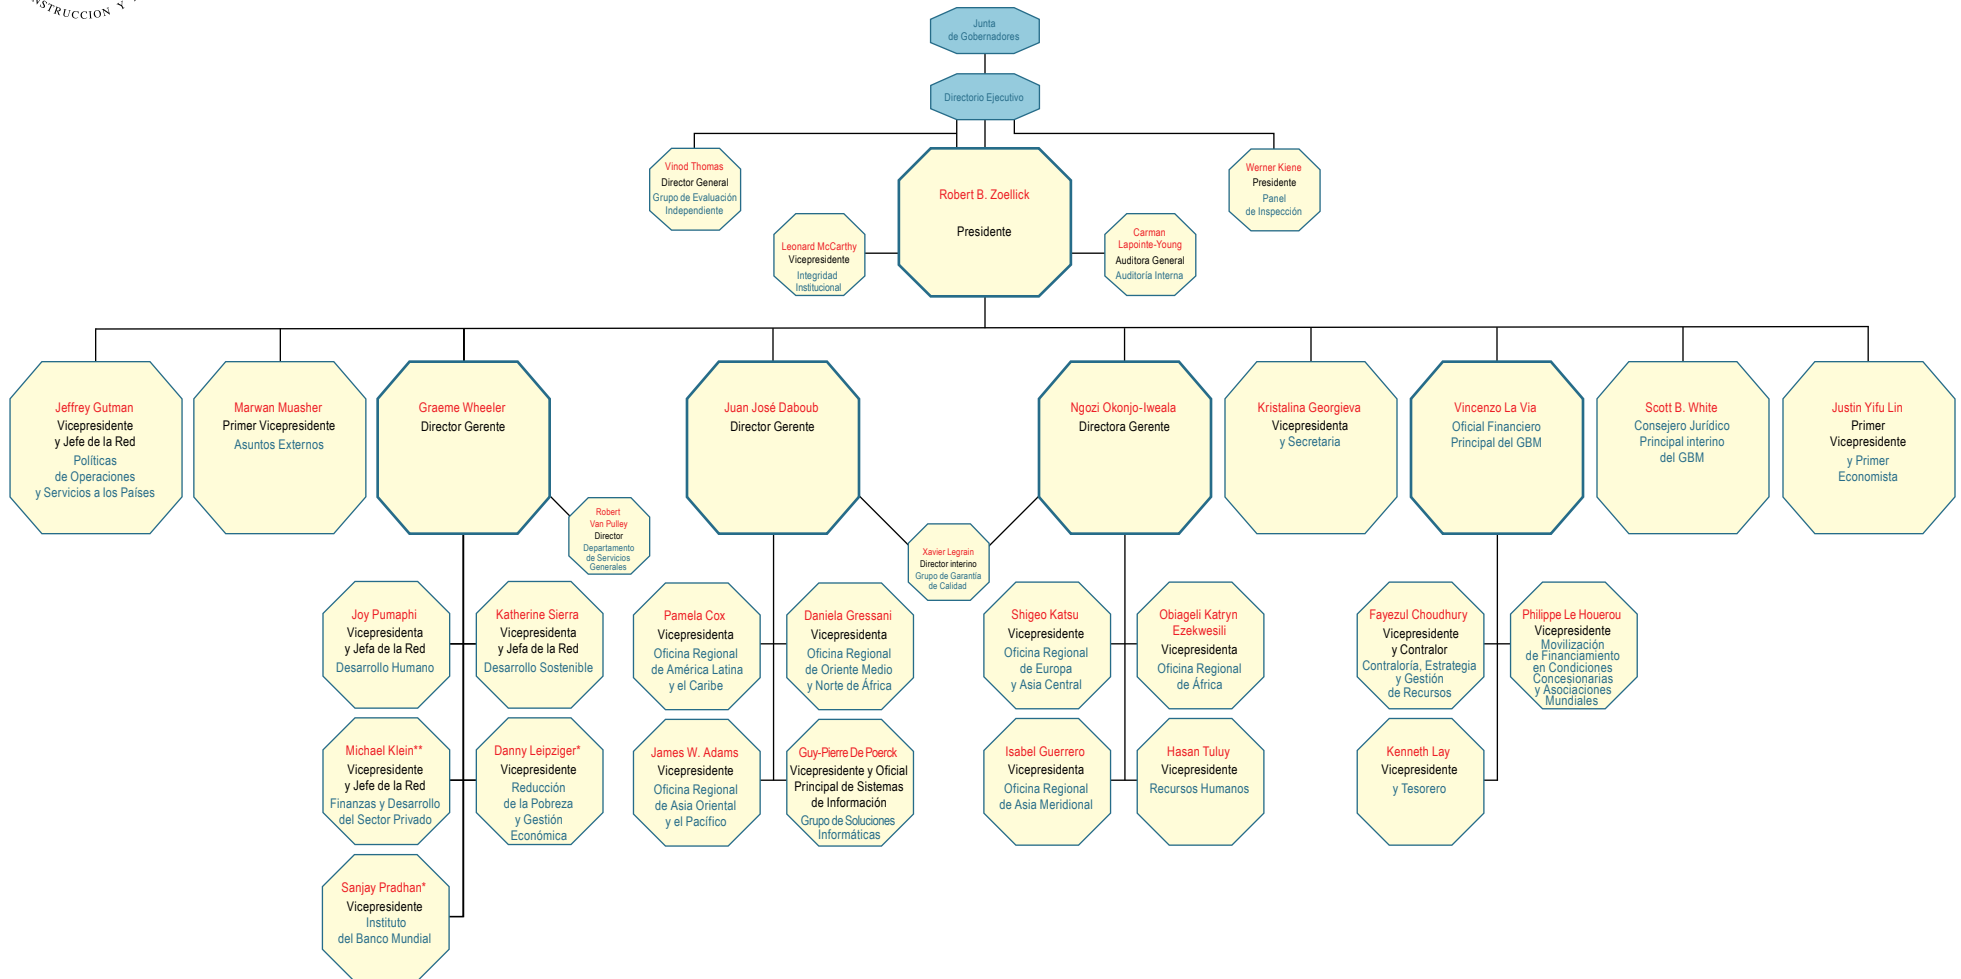 STRUCCION Y
Junta
de Gobernadores
Directorio Ejecutivo
Vinod Thomas
Director General
Grupo de Evaluación
Independiente
Robert B. Zoellick
Presidente
Werner Kiene
Presidente
Panel
de Inspección
Leonard McCarthy
Vicepresidente
Integridad
Institucional
Carman
Lapointe-Young
Auditora General
Auditoría Interna
Jeffrey Gutman
Vicepresidente
y Jefe de la Red
Políticas
de Operaciones
y Servicios a los Países
Marwan Muasher
Primer Vicepresidente
Asuntos Externos
Graeme Wheeler
Director Gerente
Juan José Daboub
Director Gerente
Ngozi Okonjo-Iweala
Directora Gerente
Kristalina Georgieva
Vicepresidenta
y Secretaria
Vincenzo La Via
Oficial Financiero
Principal del GBM
Scott B. White
Consejero Jurídico
Principal interino
del GBM
Justin Yifu Lin
Primer
Vicepresidente
y Primer
Economista
Robert
Van Pulley
Director
Departamento
de Servicios
Generales
Xavier Legrain
Director interino
Grupo de Garantía
de Calidad
Joy Pumaphi
Vicepresidenta
y Jefa de la Red
Desarrollo Humano
Katherine Sierra
Vicepresidenta
y Jefa de la Red
Desarrollo Sostenible
Pamela Cox
Vicepresidenta
Oficina Regional
de América Latina
y el Caribe
Daniela Gressani
Vicepresidenta
Oficina Regional
de Oriente Medio
y Norte de África
Shigeo Katsu
Vicepresidente
Oficina Regional
de Europa
y Asia Central
Obiageli Katryn
Ezekwesili
Vicepresidenta
Oficina Regional
de África
Fayezul Choudhury
Vicepresidente
y Contralor
Contraloría, Estrategia
y Gestión
de Recursos
Philippe Le Houerou
Vicepresidente
Movilización
de Financiamiento
en Condiciones
Concesionarias
y Asociaciones
Mundiales
Michael Klein**
Vicepresidente
y Jefe de la Red
Finanzas y Desarrollo
del Sector Privado
Danny Leipziger*
Vicepresidente
Reducción
de la Pobreza
y Gestión
Económica
James W. Adams
Vicepresidente
Oficina Regional
de Asia Oriental
y el Pacífico
Guy-Pierre De Poerck
Vicepresidente y Oficial
Principal de Sistemas
de Información
Grupo de Soluciones
Informáticas
Isabel Guerrero
Vicepresidenta
Oficina Regional
de Asia Meridional
Hasan Tuluy
Vicepresidente
Recursos Humanos
Kenneth Lay
Vicepresidente
y Tesorero
Sanjay Pradhan*
Vicepresidente
Instituto
del Banco Mundial